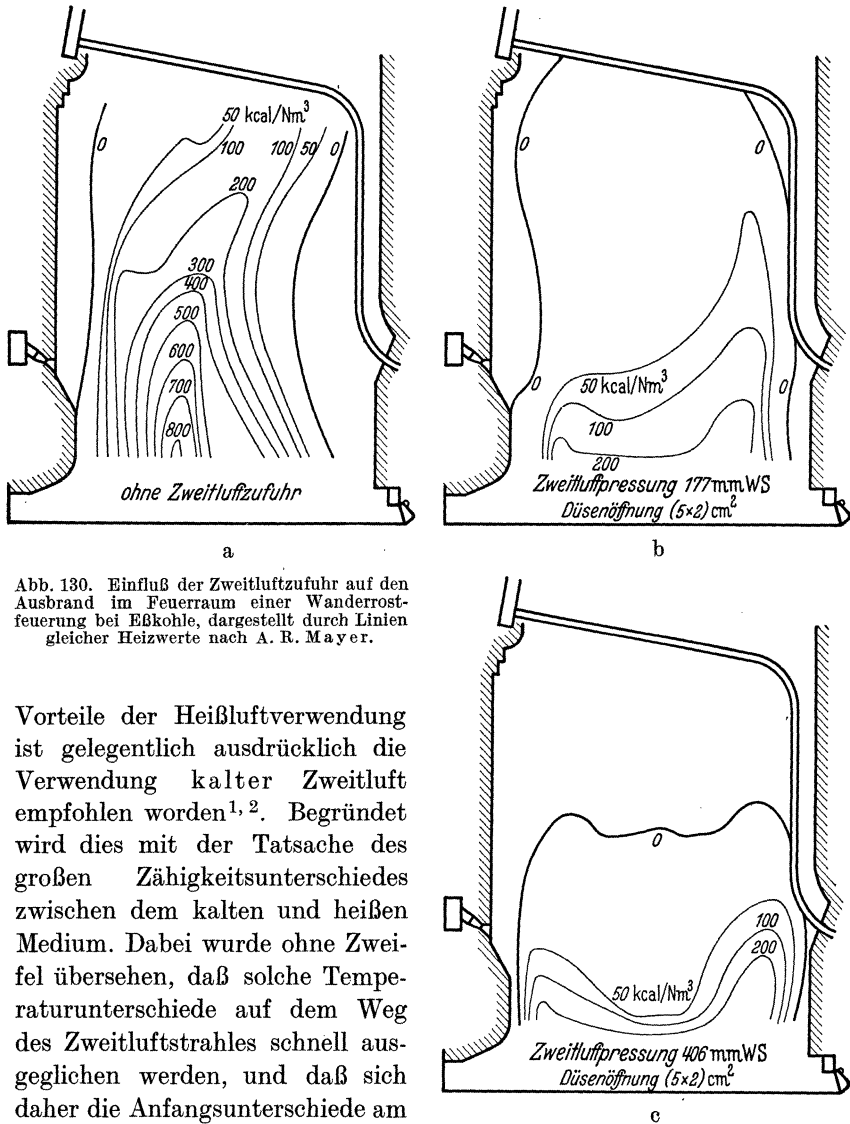 50 kcal/Nm³
0
100
100
50
0
200
300
400
500
600
700
800
ohne Zweitluftzufuhr
a
0
0
0
0
50 kcal/Nm³
100
200
Zweitluftpressung 177 mm WS
Düsenöffnung (5×2) cm²
b
Abb. 130. Einfluß der Zweitluftzufuhr auf den
Ausbrand im Feuerraum einer Wanderrost-
feuerung bei Eßkohle, dargestellt durch Linien
gleicher Heizwerte nach A. R. Mayer.
Vorteile der Heißluftverwendung
ist gelegentlich ausdrücklich die
Verwendung kalter Zweitluft
empfohlen worden¹, ². Begründet
wird dies mit der Tatsache des
großen Zähigkeitsunterschiedes
zwischen dem kalten und heißen
Medium. Dabei wurde ohne Zwei-
fel übersehen, daß solche Tempe-
raturunterschiede auf dem Weg
des Zweitluftstrahles schnell aus-
geglichen werden, und daß sich
daher die Anfangsunterschiede am
0
100
200
50 kcal/Nm³
Zweitluftpressung 406 mm WS
Düsenöffnung (5×2) cm²
c